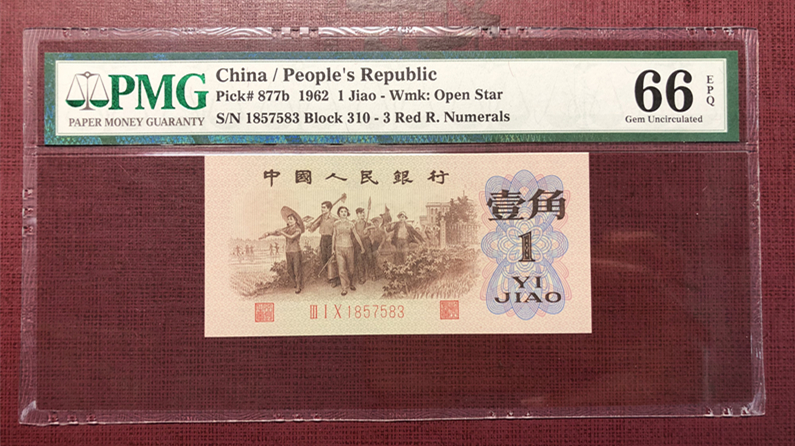 PMG
PAPER MONEY GUARANTY
China / People's Republic
Pick# 877b 1962 1 Jiao - Wmk: Open Star
S/N 1857583 Block 310 - 3 Red R. Numerals
66 EPQ
Gem Uncirculated
中國人民銀行
壹角
1
YI
JIAO
III I X 1857583